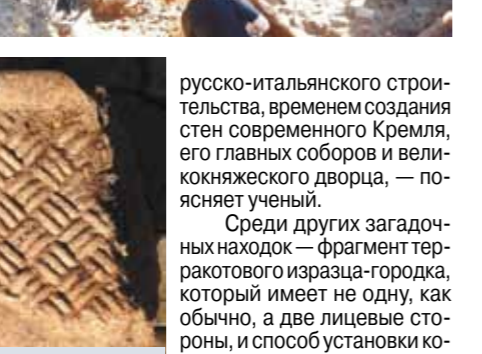 русско-итальянского строи-
тельства, временем создания
стен современного Кремля,
его главных соборов и вели-
кокняжеского дворца, — по-
ясняет ученый.
Среди других загадоч-
ных находок — фрагмент тер-
ракотового изразца-городка,
который имеет не одну, как
обычно, а две лицевые сто-
роны, и способ установки ко-